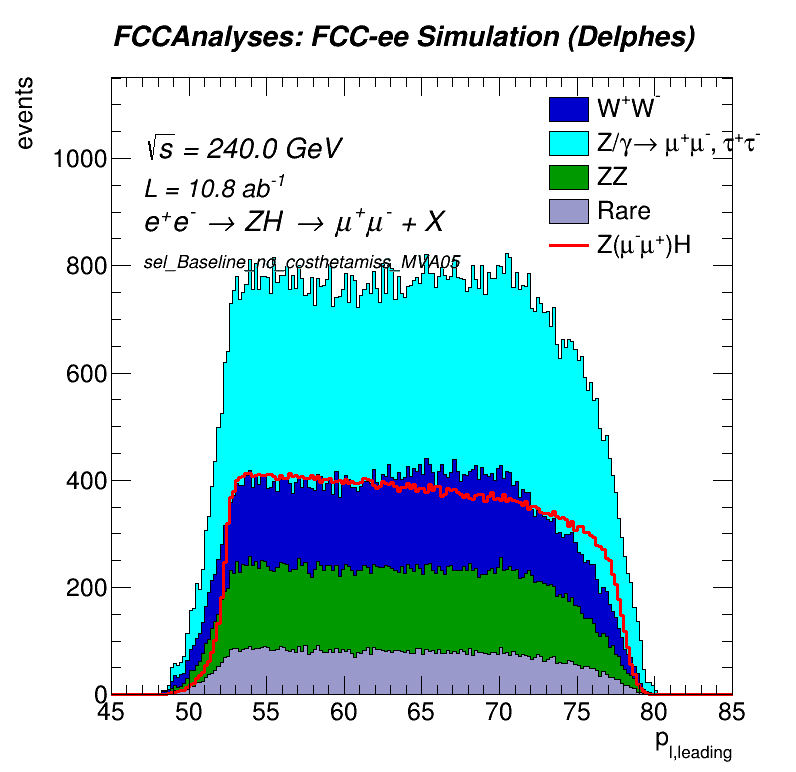 FCCAnalyses: FCC-ee Simulation (Delphes)
events
W⁺W⁻
Z/γ→ μ⁺μ⁻, τ⁺τ⁻
ZZ
Rare
Z(μ⁻μ⁺)H
√s = 240.0 GeV
L = 10.8 ab⁻¹
e⁺e⁻ → ZH → μ⁺μ⁻ + X
sel_Baseline_no_costhetamiss_MVA05
1000
800
600
400
200
0
45 50 55 60 65 70 75 80 85
p_l,leading